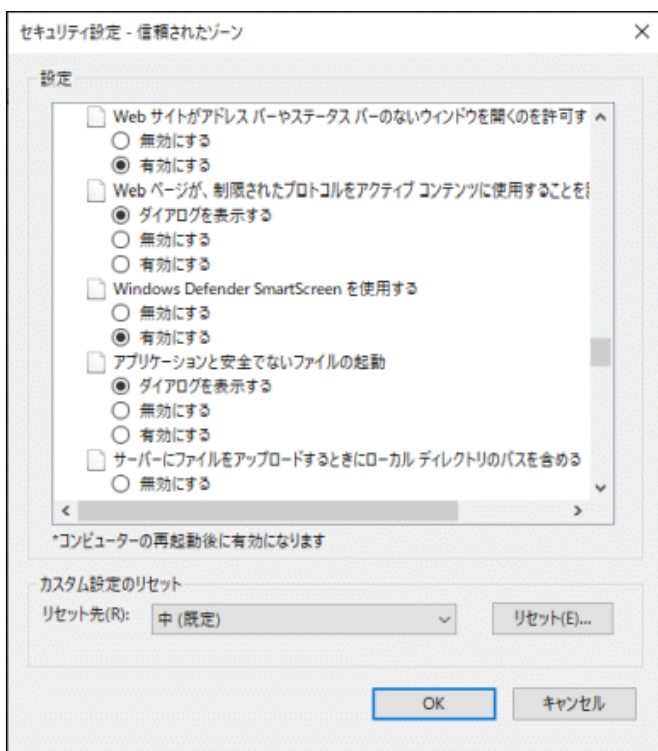 セキュリティ設定 - 信頼されたゾーン
設定
Web サイトがアドレス バーやステータス バーのないウィンドウを開くのを許可す
無効にする
有効にする
Web ページが、制限されたプロトコルをアクティブ コンテンツに使用することを
ダイアログを表示する
無効にする
有効にする
Windows Defender SmartScreen を使用する
無効にする
有効にする
アプリケーションと安全でないファイルの起動
ダイアログを表示する
無効にする
有効にする
サーバーにファイルをアップロードするときにローカル ディレクトリのパスを含める
無効にする
*コンピューターの再起動後に有効になります
カスタム設定のリセット
リセット先(R): 中 (既定) リセット(E)...
OK キャンセル